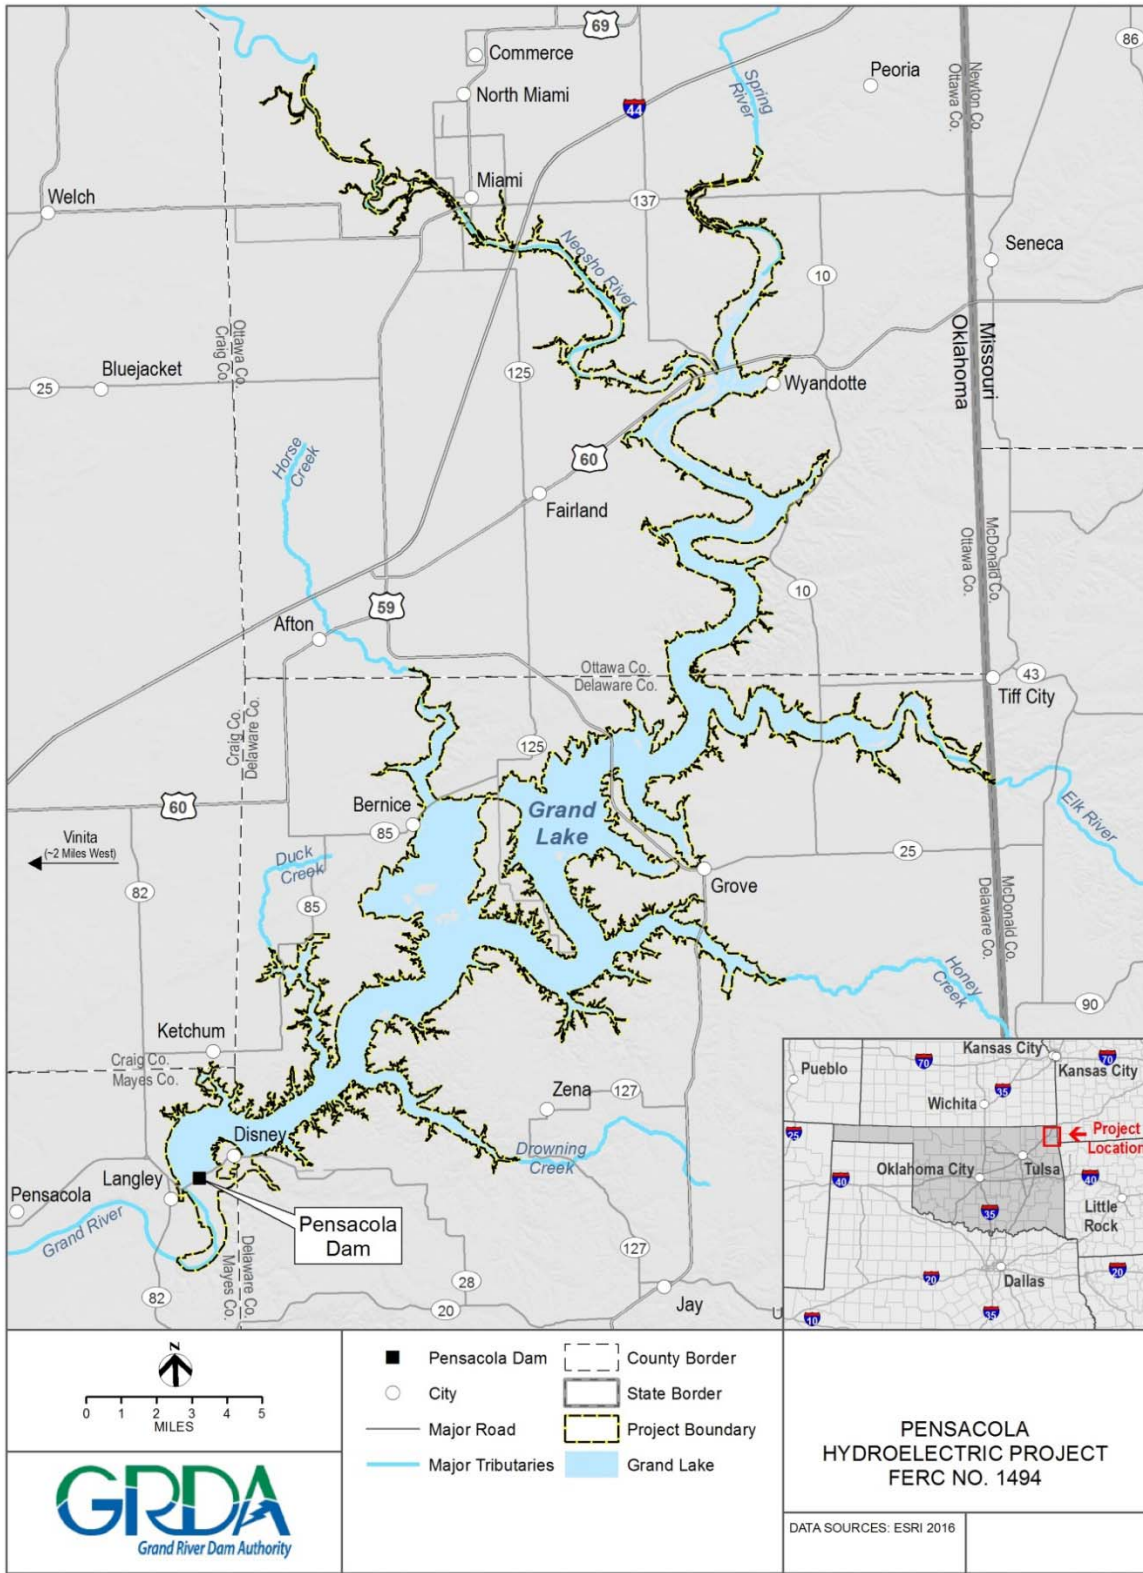 69
86
Commerce
Peoria
North Miami
Spring
River
44
Newton Co.
Ottawa Co.
Welch
Miami
137
Neosho River
Seneca
10
Ottawa Co.
Craig Co.
Missouri
Oklahoma
Bluejacket
25
125
Wyandotte
Horse
Creek
60
Fairland
McDonald Co.
Ottawa Co.
59
10
Afton
Ottawa Co.
Delaware Co.
43
Tiff City
Craig Co.
Delaware Co.
125
60
Bernice
85
Grand
Lake
Elk River
Vinita
(~2 Miles West)
Duck
Creek
25
82
85
Grove
McDonald Co.
Delaware Co.
Honey
Creek
90
Ketchum
Craig Co.
Mayes Co.
Zena
127
Disney
Drowning
Creek
Langley
Pensacola
Grand River
Pensacola
Dam
Delaware Co.
Mayes Co.
127
82
28
20
Jay
U
Kansas City
70
70
Kansas City
Pueblo
35
Wichita
25
Project
Location
Tulsa
Oklahoma City
40
40
Little
Rock
35
20
20
Dallas
10
35
N
0 1 2 3 4 5
MILES
GRDA
Grand River Dam Authority
Pensacola Dam
City
Major Road
Major Tributaries
County Border
State Border
Project Boundary
Grand Lake
PENSACOLA
HYDROELECTRIC PROJECT
FERC NO. 1494
DATA SOURCES: ESRI 2016